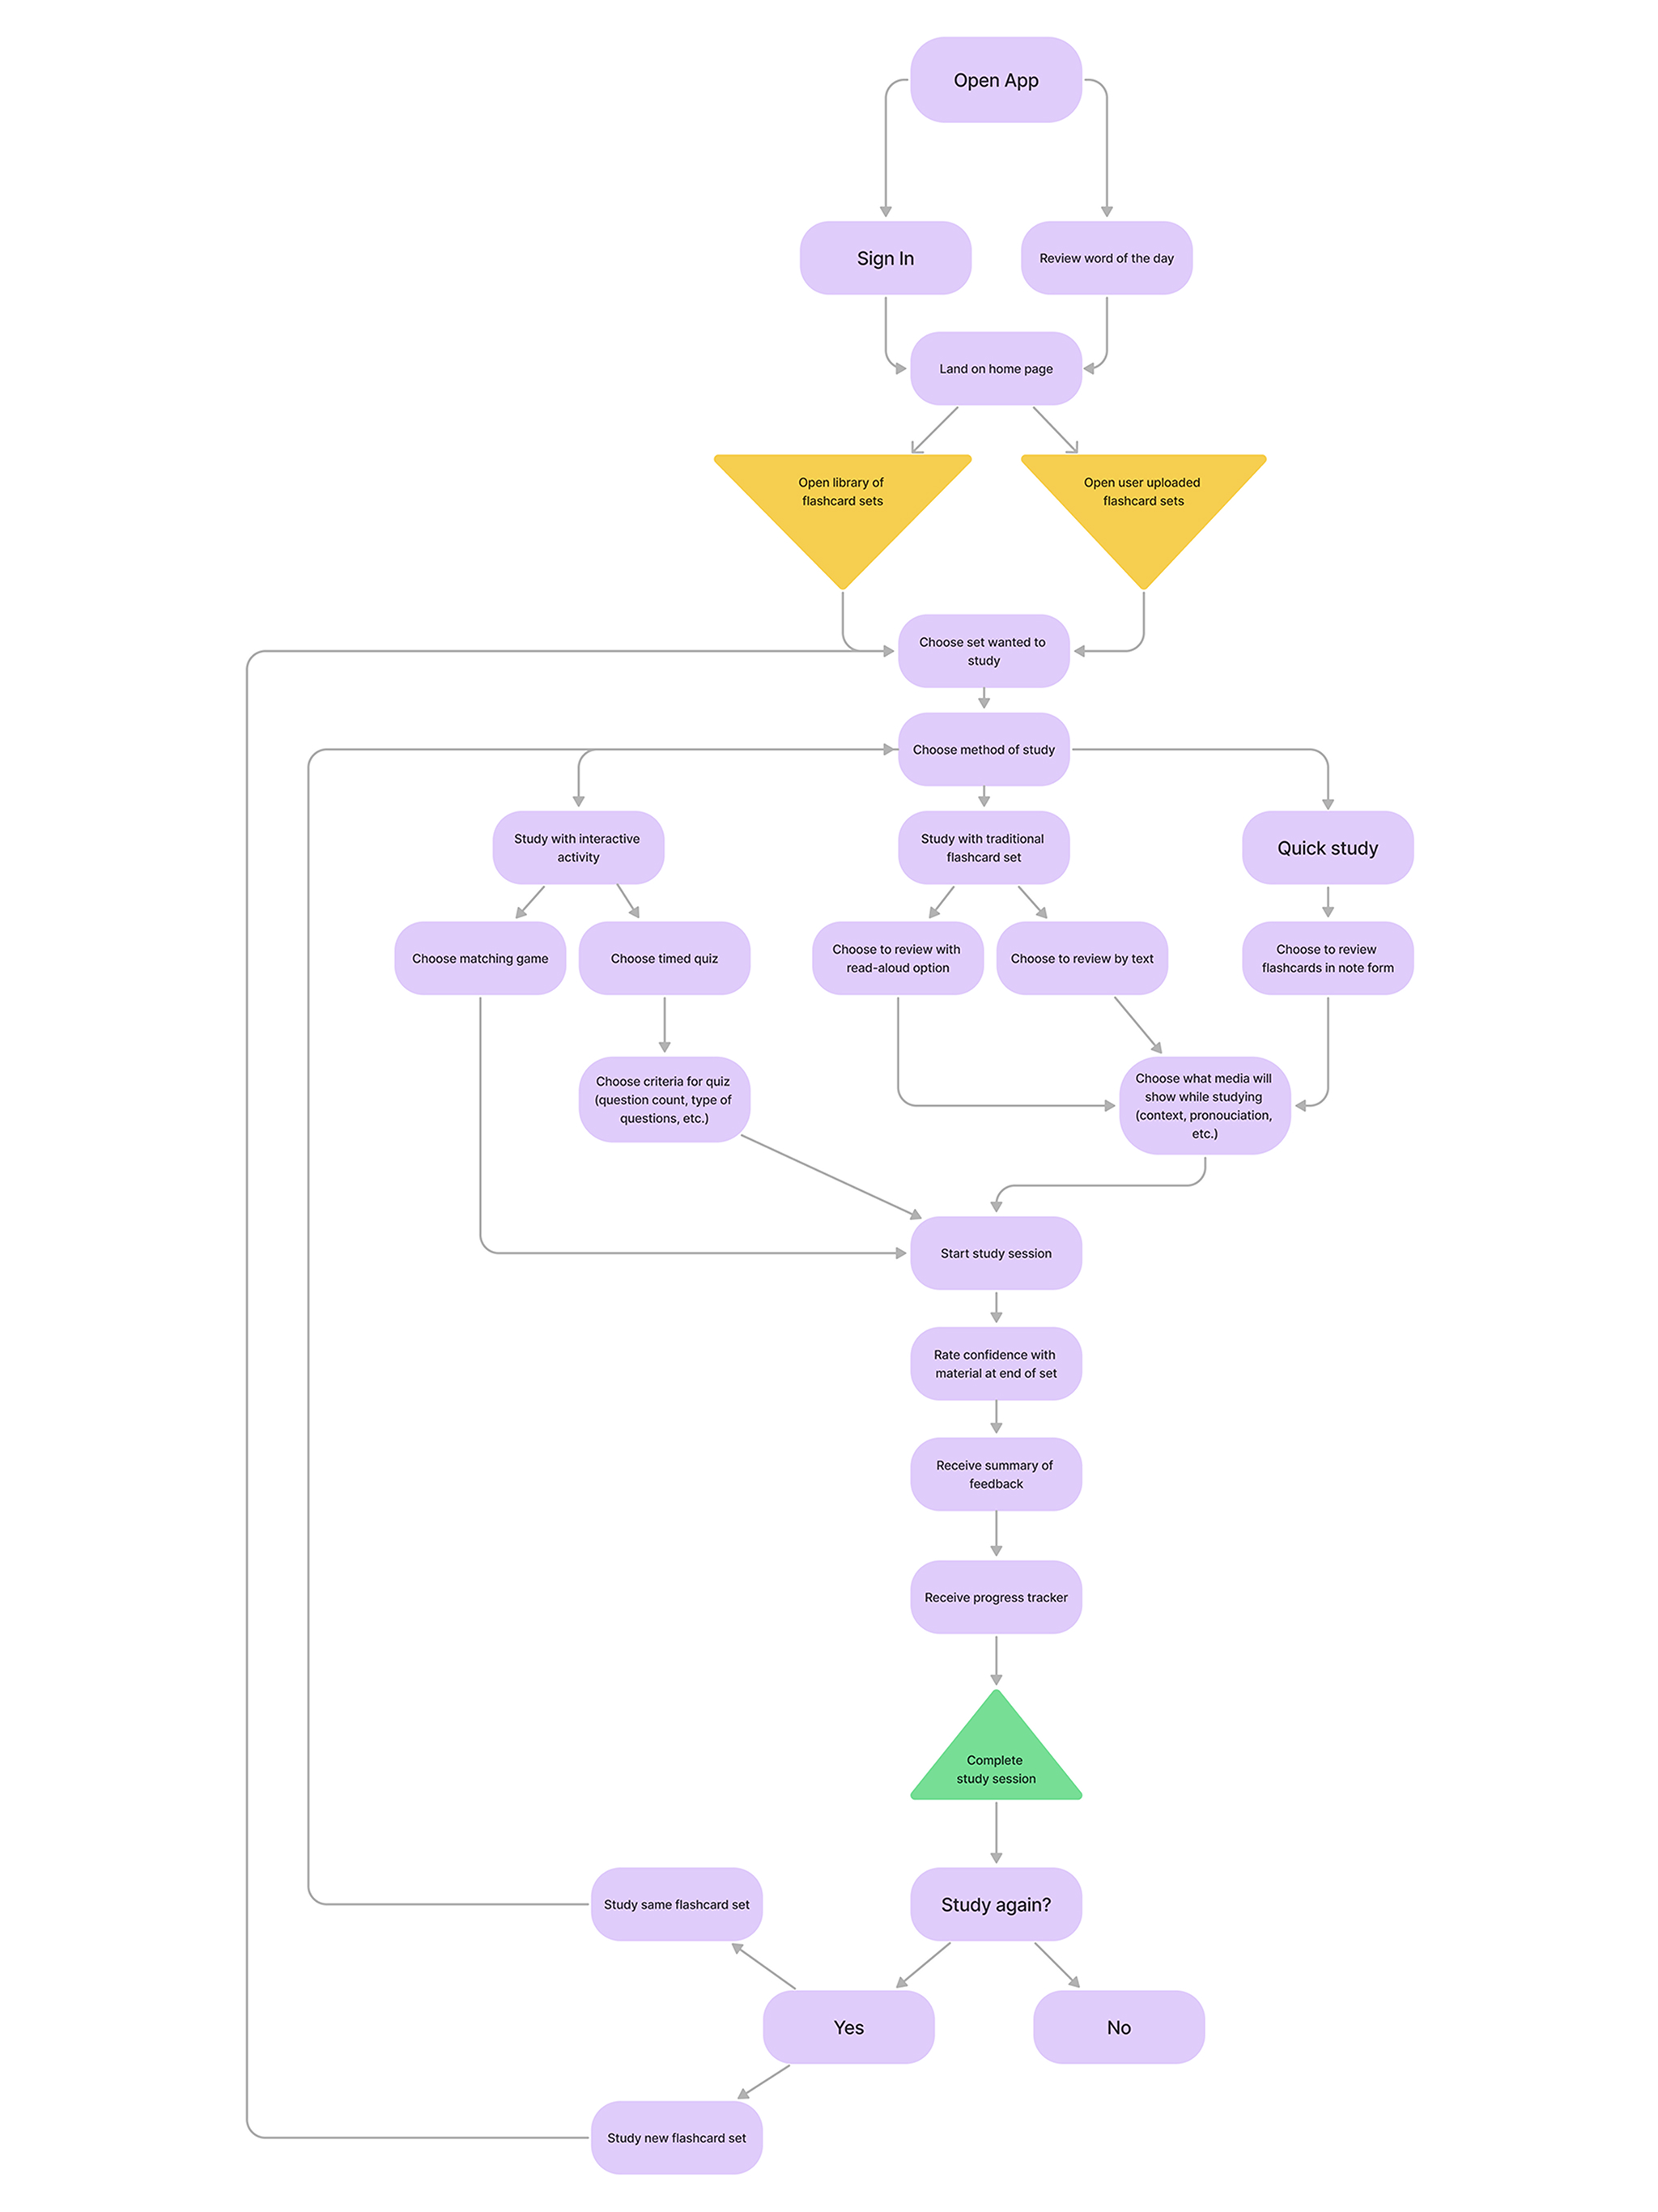 Open App
Sign In
Review word of the day
Land on home page
Open library of
flashcard sets
Open user uploaded
flashcard sets
Choose set wanted to
study
Choose method of study
Study with interactive
activity
Study with traditional
flashcard set
Quick study
Choose matching game
Choose timed quiz
Choose to review with
read-aloud option
Choose to review by text
Choose to review
flashcards in note form
Choose criteria for quiz
(question count, type of
questions, etc.)
Choose what media will
show while studying
(context, pronouciation,
etc.)
Start study session
Rate confidence with
material at end of set
Receive summary of
feedback
Receive progress tracker
Complete
study session
Study same flashcard set
Study again?
Yes
No
Study new flashcard set